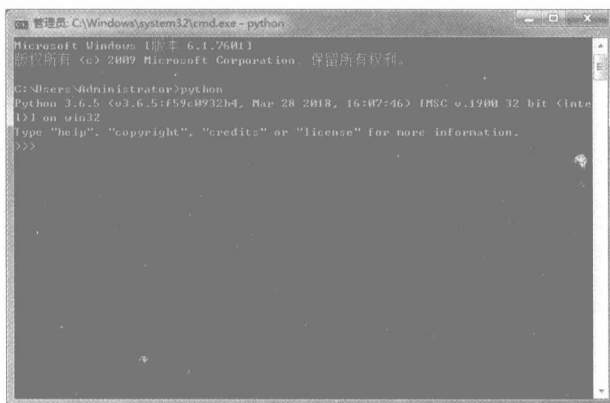 管理员: C:\Windows\system32\cmd.exe - python
Microsoft Windows [版本 6.1.7601]
版权所有 (c) 2009 Microsoft Corporation。保留所有权利。
C:\Users\Administrator>python
Python 3.6.5 (v3.6.5:f59c0932b4, Mar 28 2018, 16:07:46) [MSC v.1900 32 bit (Inte
l)] on win32
Type "help", "copyright", "credits" or "license" for more information.
>>>